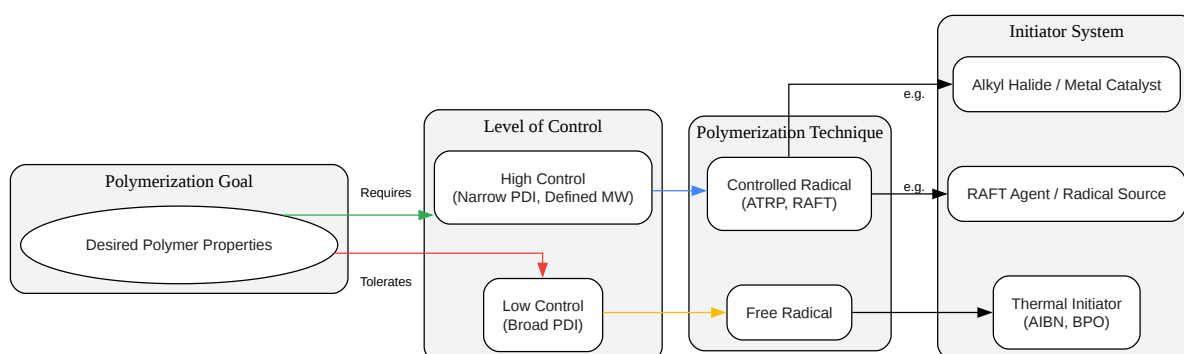 Polymerization Goal
Desired Polymer Properties
Requires
Tolerates
Level of Control
High Control
(Narrow PDI, Defined MW)
Low Control
(Broad PDI)
Polymerization Technique
Controlled Radical
(ATRP, RAFT)
Free Radical
e.g.
e.g.
Initiator System
Alkyl Halide / Metal Catalyst
RAFT Agent / Radical Source
Thermal Initiator
(AIBN, BPO)